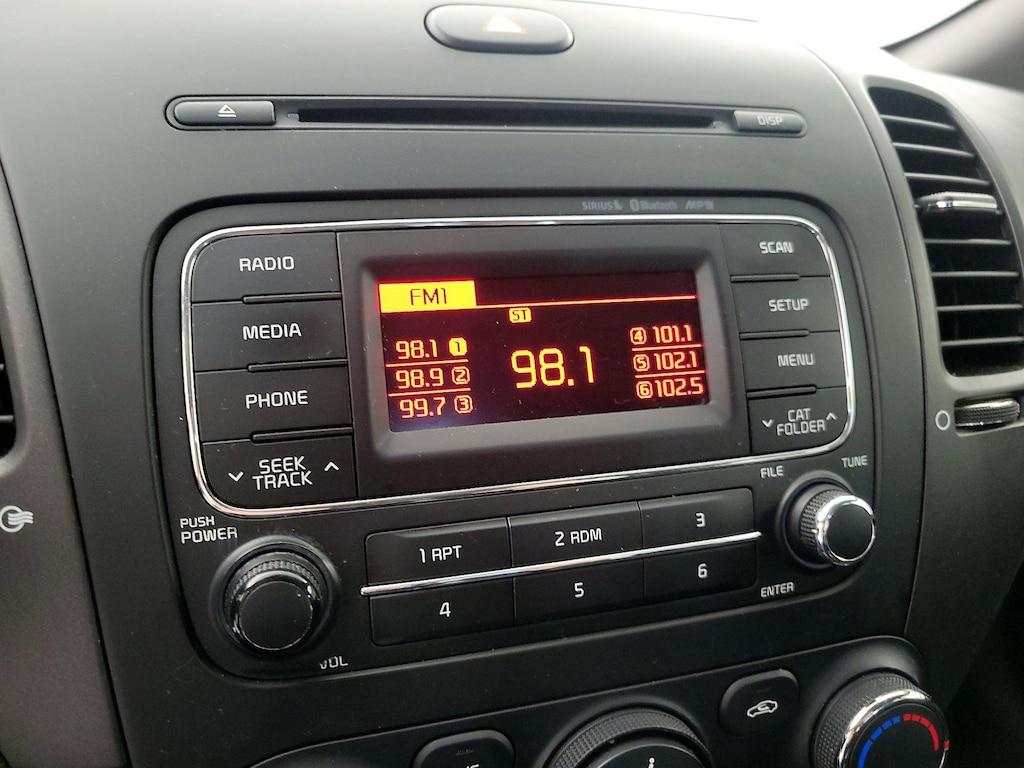 DISP
SIRIUS Bluetooth MP3
RADIO
MEDIA
PHONE
SEEK
TRACK
FM1
ST
98.1 1
98.9 2
99.7 3
98.1
4 101.1
5 102.1
6 102.5
SCAN
SETUP
MENU
CAT
FOLDER
PUSH
POWER
VOL
1 RPT
2 RDM
3
4
5
6
FILE
TUNE
ENTER